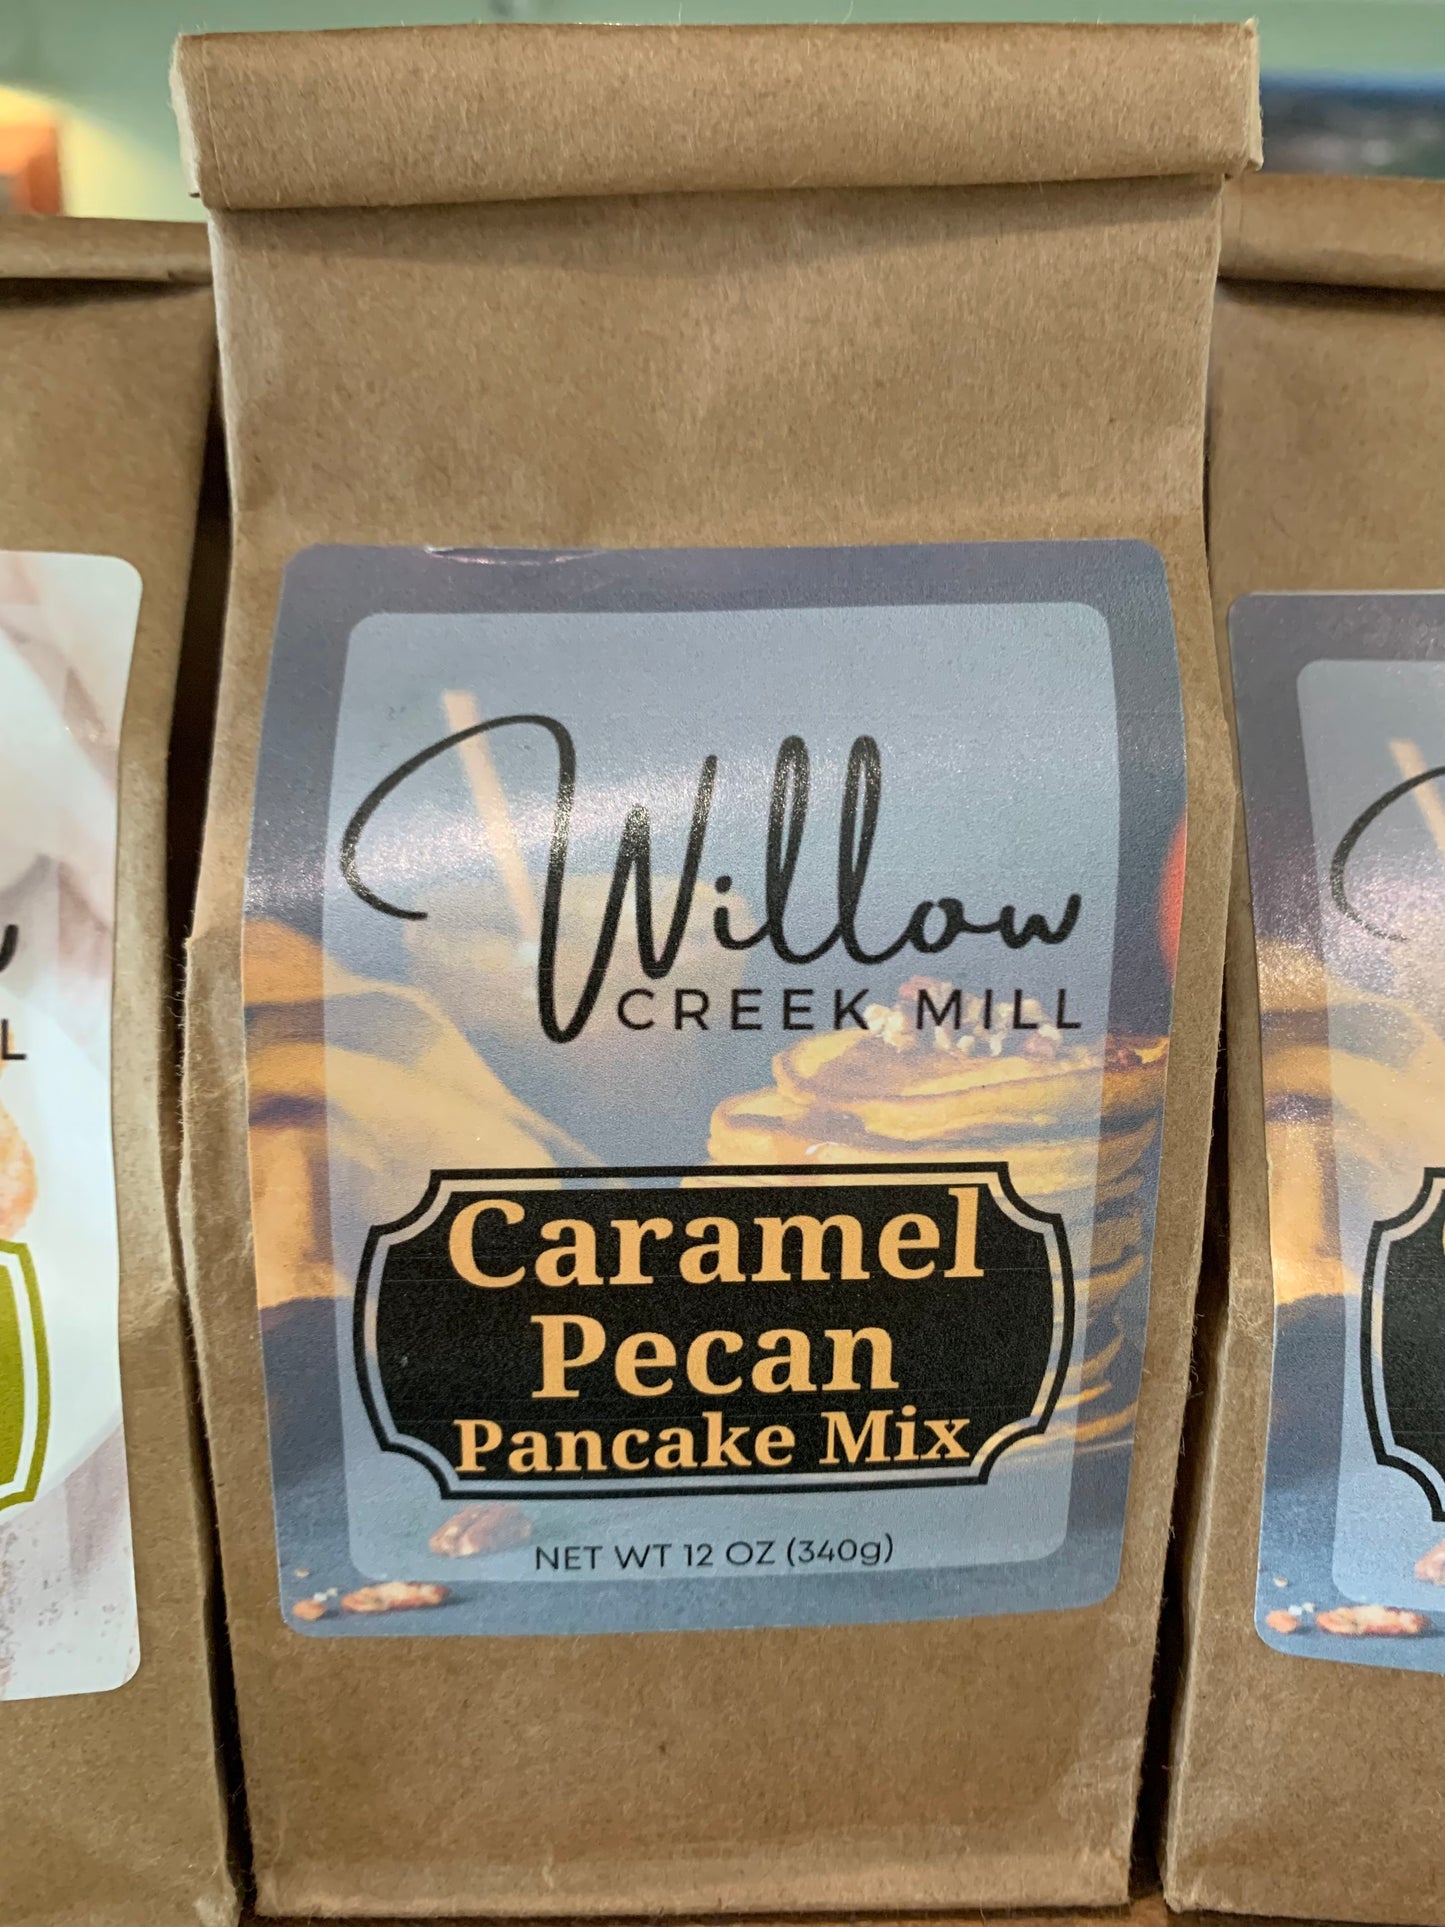 Willow
CREEK MILL
Caramel
Pecan
Pancake Mix
NET WT 12 OZ (340g)